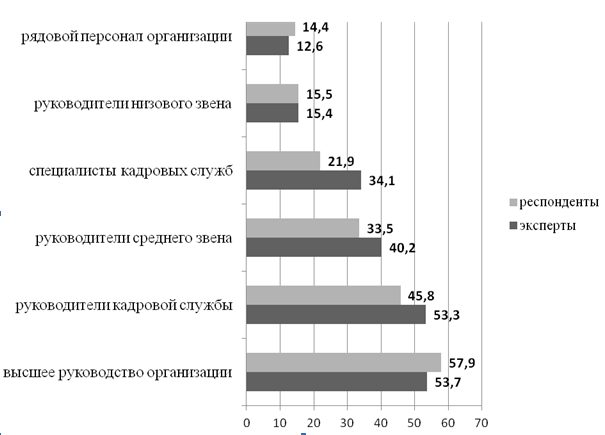 рядовой персонал организации
14,4
12,6
руководители низового звена
15,5
15,4
специалисты кадровых служб
21,9
34,1
руководители среднего звена
33,5
40,2
руководители кадровой службы
45,8
53,3
высшее руководство организации
57,9
53,7
0 10 20 30 40 50 60 70
респонденты
эксперты